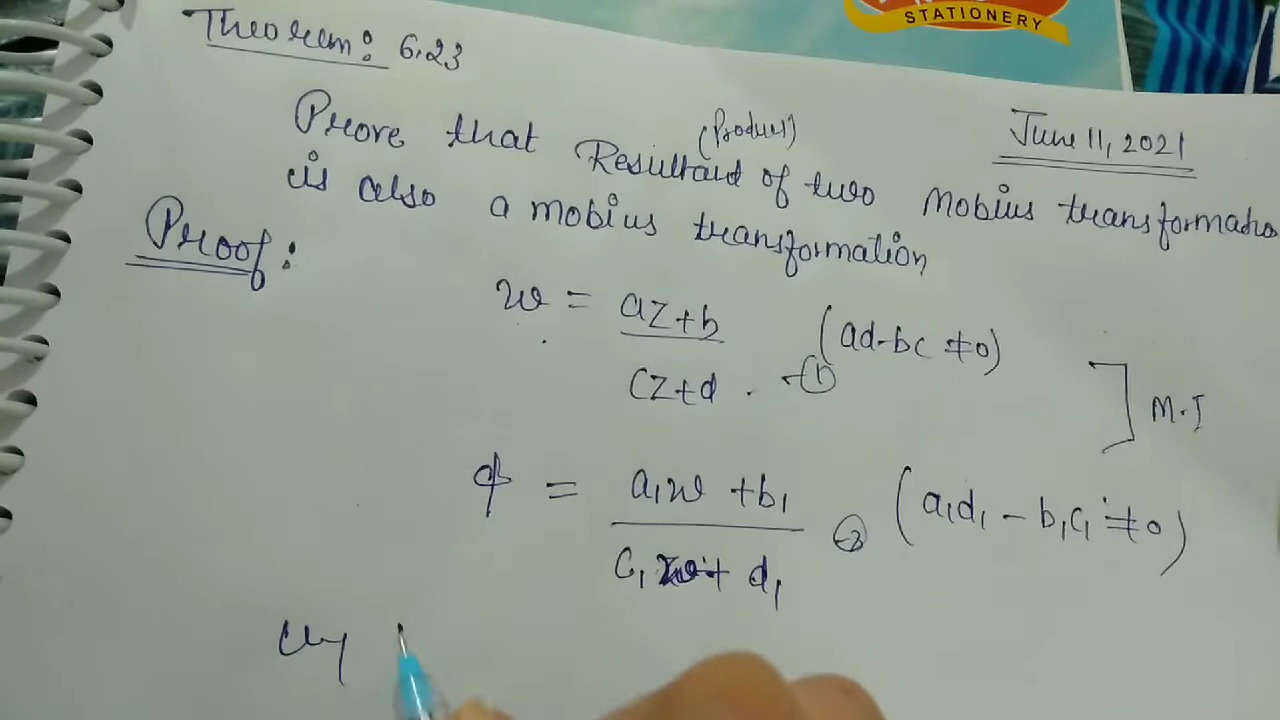 STATIONERY
Theorem: 6.23
June 11, 2021
(Product)
Prove that Resultant of two Mobius transformatio
is also a mobius transformation
Proof:
w = az+b / cz+d (ad-bc ≠0) -①
] M.I
φ = a₁w +b₁ / c₁w+ d₁ ② (a₁d₁ - b₁c₁ ≠0)